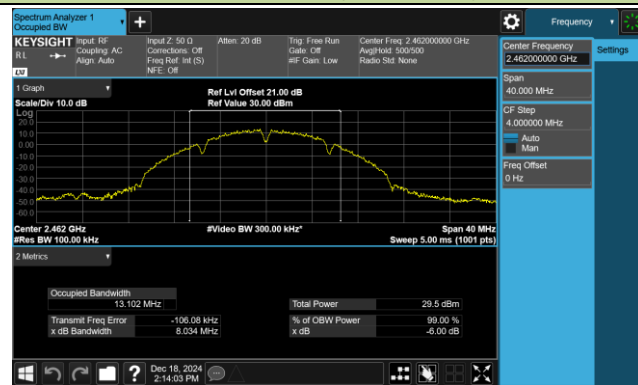 Spectrum Analyzer 1
Occupied BW
Frequency
KEYSIGHT
Input: RF
Input Z: 50 Ω
Atten: 20 dB
Trig: Free Run
Center Freq: 2.462000000 GHz
R L
Coupling: AC
Corrections: Off
Gate: Off
Avg|Hold: 500/500
Align: Auto
Freq Ref: Int (S)
#IF Gain: Low
Radio Std: None
LXI
NFE: Off
Center Frequency
2.462000000 GHz
Settings
Span
40.000 MHz
CF Step
4.000000 MHz
Auto
Man
Freq Offset
0 Hz
1 Graph
Ref Lvl Offset 21.00 dB
Scale/Div 10.0 dB
Ref Value 30.00 dBm
Log
20.0
10.0
0.00
-10.0
-20.0
-30.0
-40.0
-50.0
-60.0
Center 2.462 GHz
#Video BW 300.00 kHz*
Span 40 MHz
#Res BW 100.00 kHz
Sweep 5.00 ms (1001 pts)
2 Metrics
Occupied Bandwidth
13.102 MHz
Total Power
29.5 dBm
Transmit Freq Error
-106.08 kHz
% of OBW Power
99.00 %
x dB Bandwidth
8.034 MHz
x dB
-6.00 dB
Dec 18, 2024
2:14:03 PM